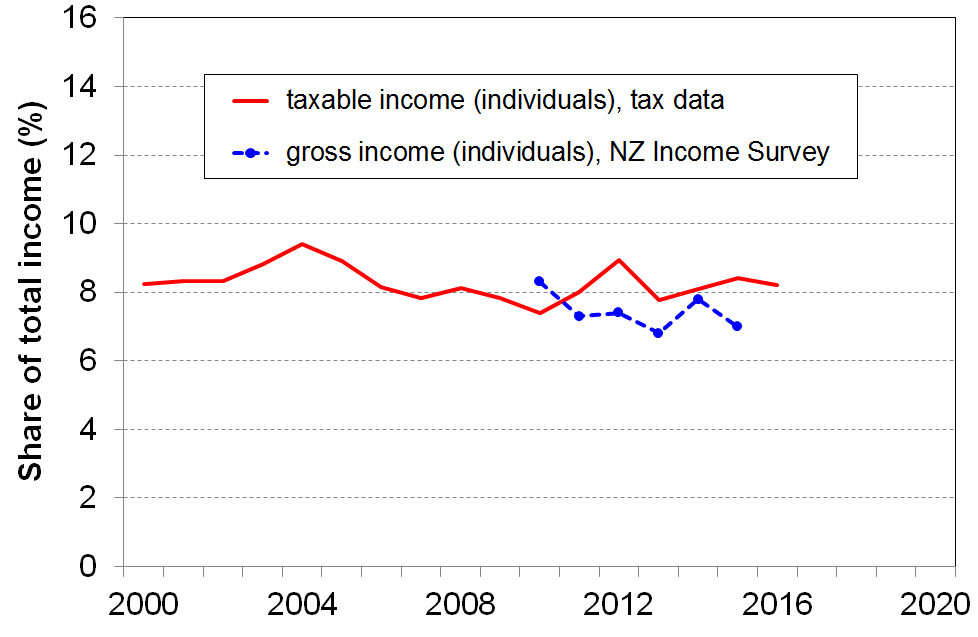 Share of total income (%)
16
14
12
10
8
6
4
2
0
taxable income (individuals), tax data
gross income (individuals), NZ Income Survey
2000 2004 2008 2012 2016 2020